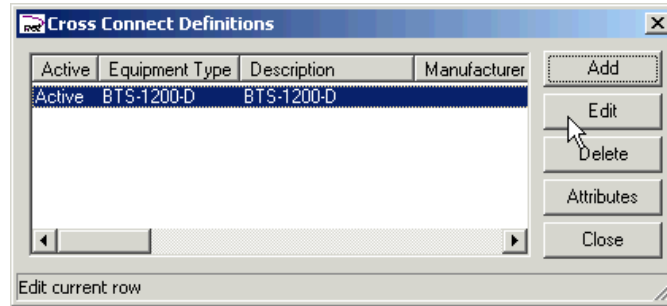 Cross Connect Definitions
Active Equipment Type Description Manufacturer
Active BTS-1200-D BTS-1200-D
Add
Edit
Delete
Attributes
Close
Edit current row